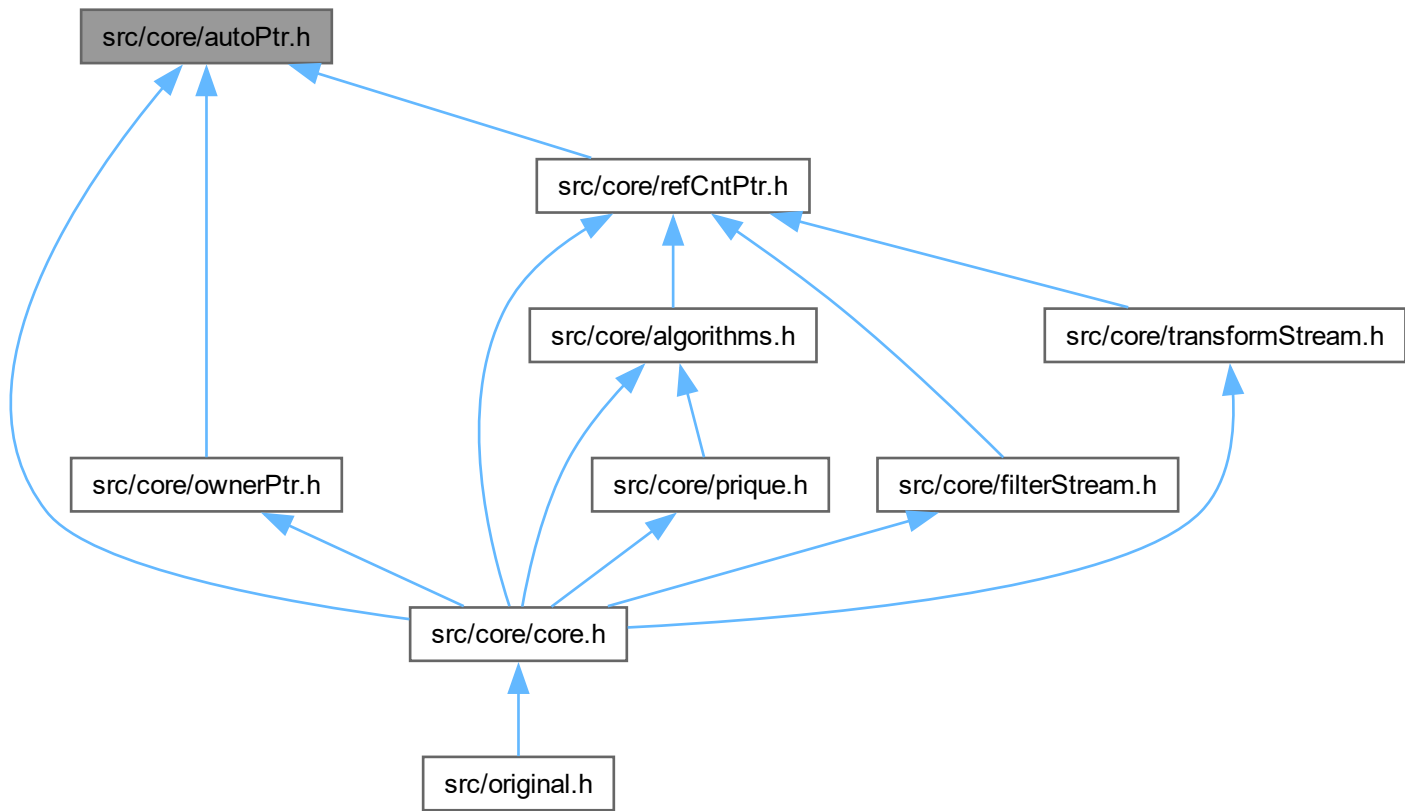 src/core/autoPtr.h
src/core/refCntPtr.h
src/core/algorithms.h
src/core/transformStream.h
src/core/ownerPtr.h
src/core/prique.h
src/core/filterStream.h
src/core/core.h
src/original.h